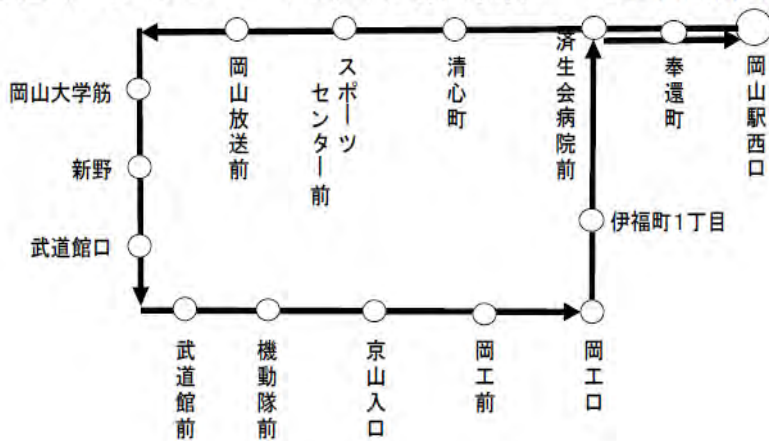 岡山大学筋
新野
武道館口
岡山放送前
スポーツ
センター前
清心町
済生会病院前
奉還町
岡山駅西口
伊福町1丁目
武道館前
機動隊前
京山入口
岡工前
岡工口